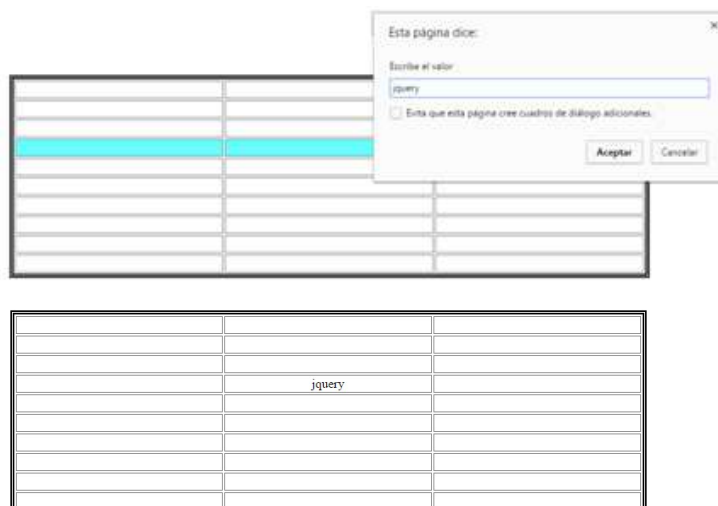 Esta página dice:
Escribe el valor
jquery
Evita que esta página cree cuadros de diálogo adicionales.
Aceptar
Cancelar
jquery